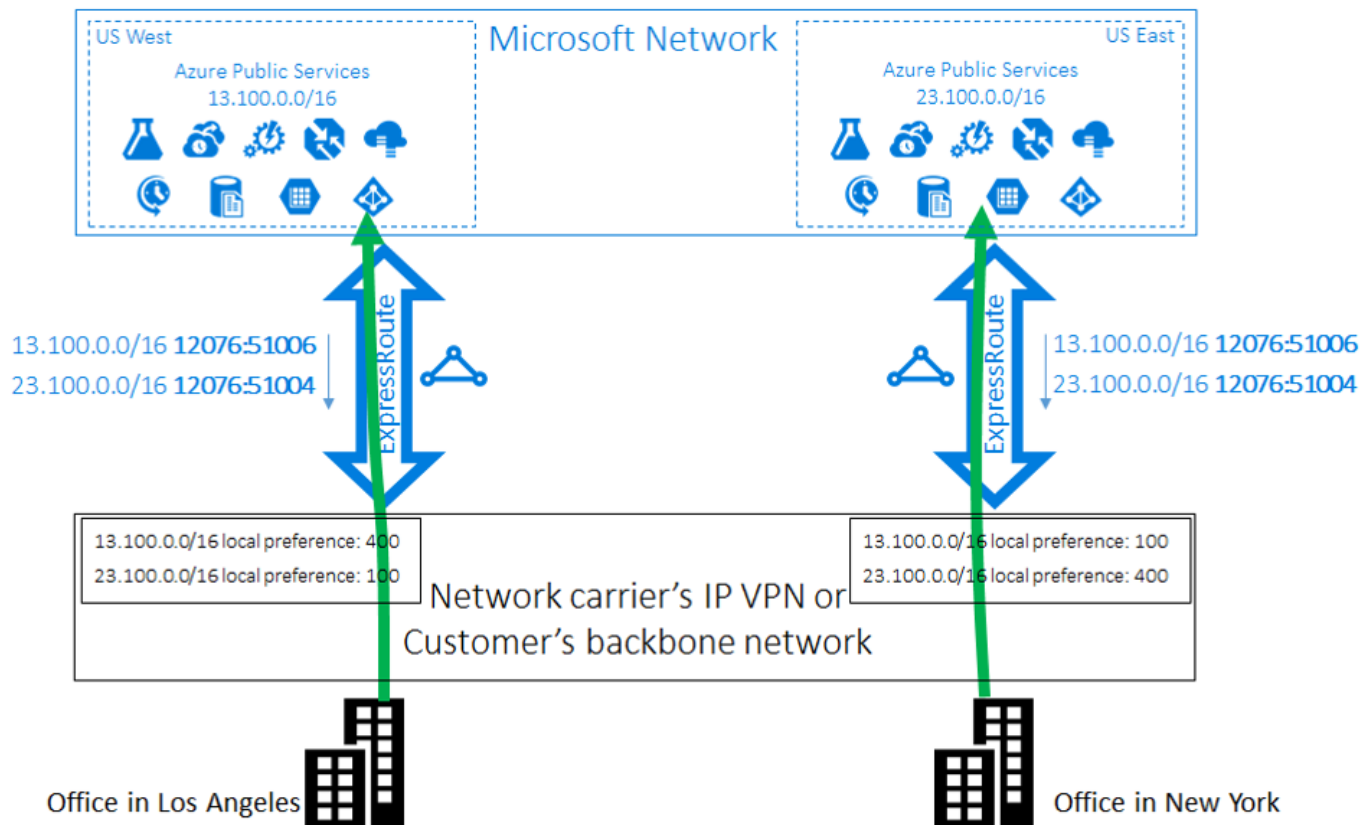 US West
Microsoft Network
US East
Azure Public Services
13.100.0.0/16
Azure Public Services
23.100.0.0/16
13.100.0.0/16 12076:51006
23.100.0.0/16 12076:51004
ExpressRoute
ExpressRoute
13.100.0.0/16 12076:51006
23.100.0.0/16 12076:51004
13.100.0.0/16 local preference: 400
23.100.0.0/16 local preference: 100
13.100.0.0/16 local preference: 100
23.100.0.0/16 local preference: 400
Network carrier's IP VPN or
Customer's backbone network
Office in Los Angeles
Office in New York